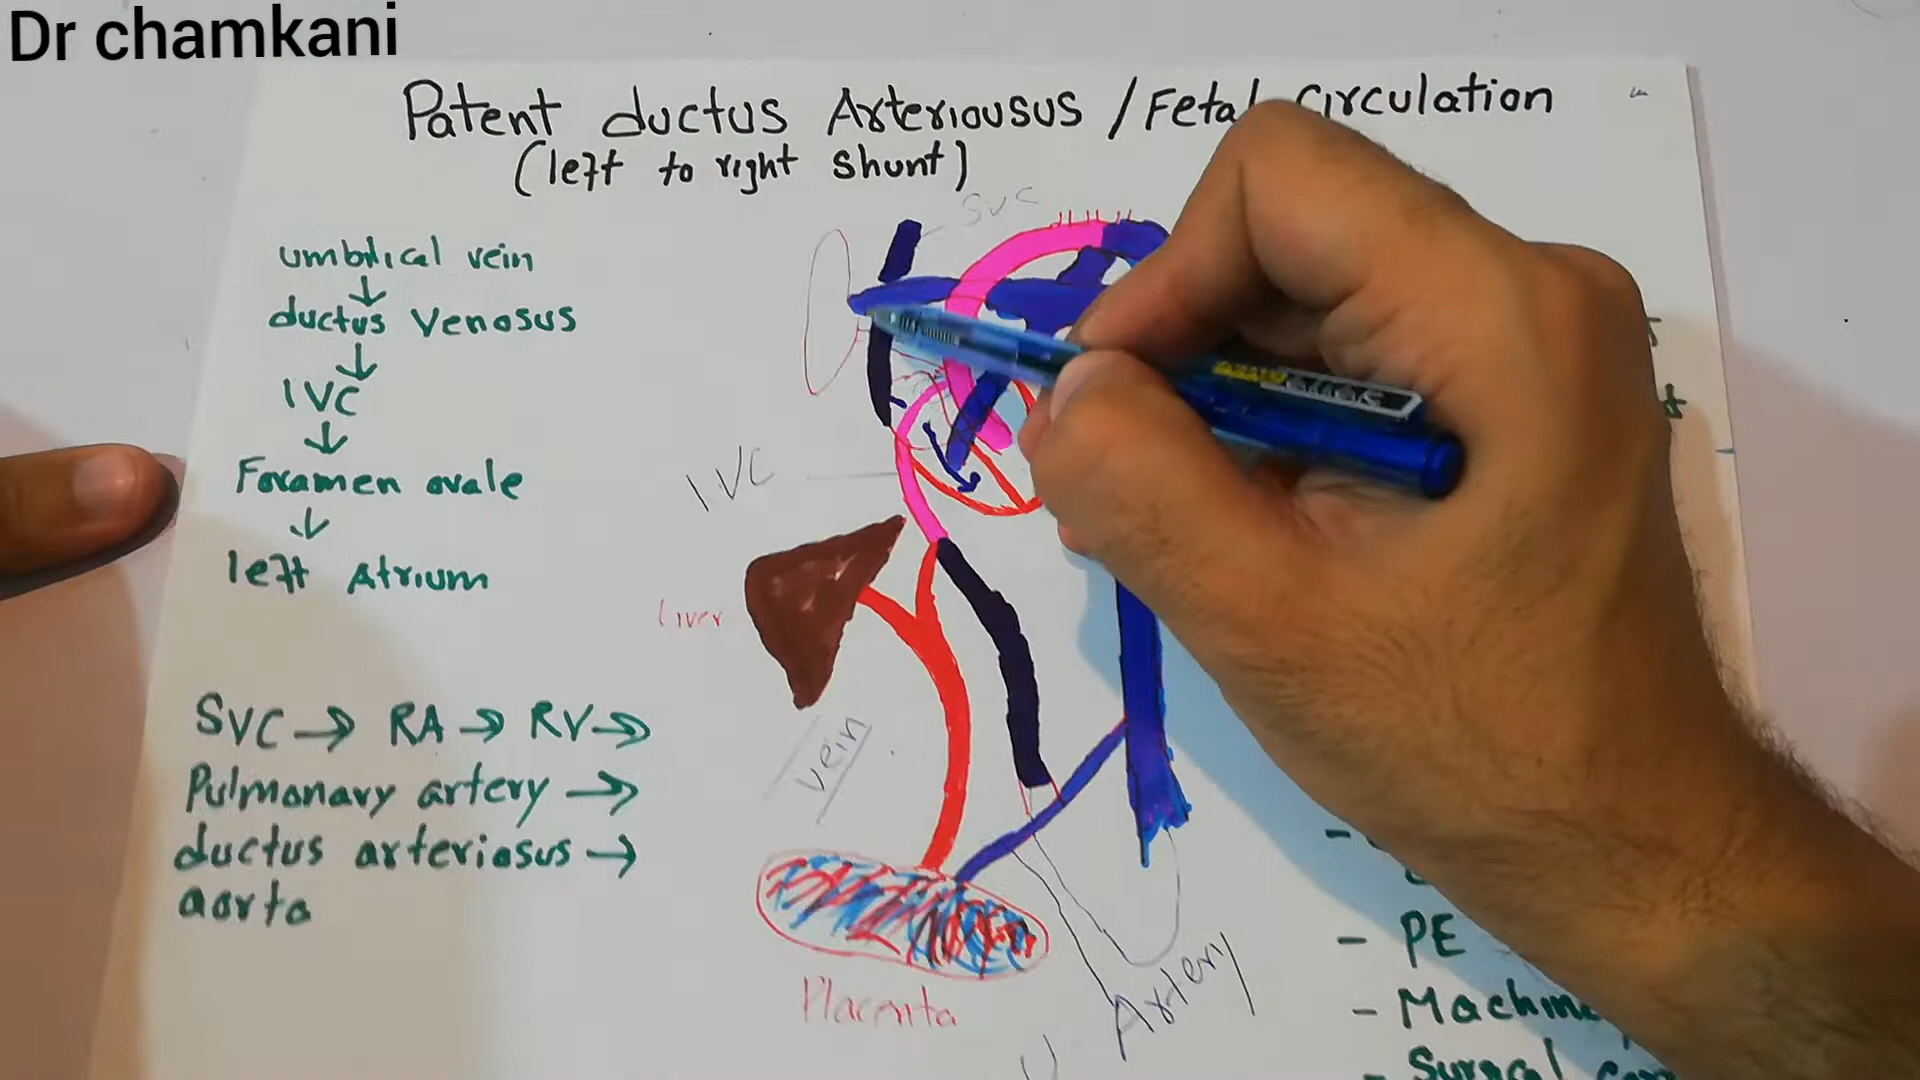 Dr chamkani
Patent ductus Arteriousus / Fetal Circulation
(left to right shunt)
SVC
umbilical vein
↓
ductus Venosus
↓
IVC
↓
Foramen ovale
↓
left Atrium
IVC
Liver
vein
SVC → RA → RV →
Pulmonary artery →
ductus arteriosus →
aorta
Placenta
Artery
- PE
- Machine